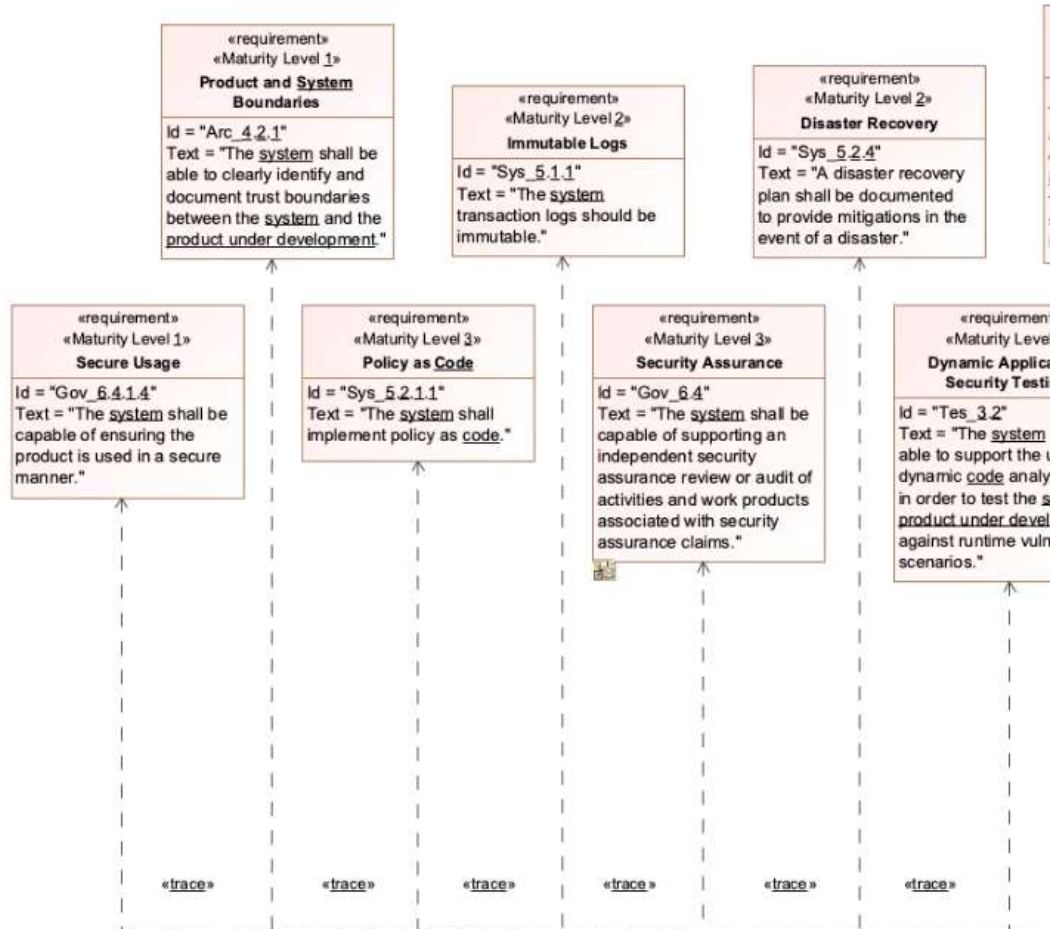 «requirement»
«Maturity Level 1»
Product and System
Boundaries
Id = "Arc_4.2.1"
Text = "The system shall be
able to clearly identify and
document trust boundaries
between the system and the
product under development."
«requirement»
«Maturity Level 2»
Immutable Logs
Id = "Sys_5.1.1"
Text = "The system
transaction logs should be
immutable."
«requirement»
«Maturity Level 2»
Disaster Recovery
Id = "Sys_5.2.4"
Text = "A disaster recovery
plan shall be documented
to provide mitigations in the
event of a disaster."
«requirement»
«Maturity Level 1»
Secure Usage
Id = "Gov_6.4.1.4"
Text = "The system shall be
capable of ensuring the
product is used in a secure
manner."
«requirement»
«Maturity Level 3»
Policy as Code
Id = "Sys_5.2.1.1"
Text = "The system shall
implement policy as code."
«requirement»
«Maturity Level 3»
Security Assurance
Id = "Gov_6.4"
Text = "The system shall be
capable of supporting an
independent security
assurance review or audit of
activities and work products
associated with security
assurance claims."
«requirement
«Maturity Level
Dynamic
Security
Id = "Tes_3.2"
Text = "The system
able to support the
dynamic code
in order to test the
product under
against runtime
scenarios."
«trace»
«trace»
«trace»
«trace»
«trace»
«trace»